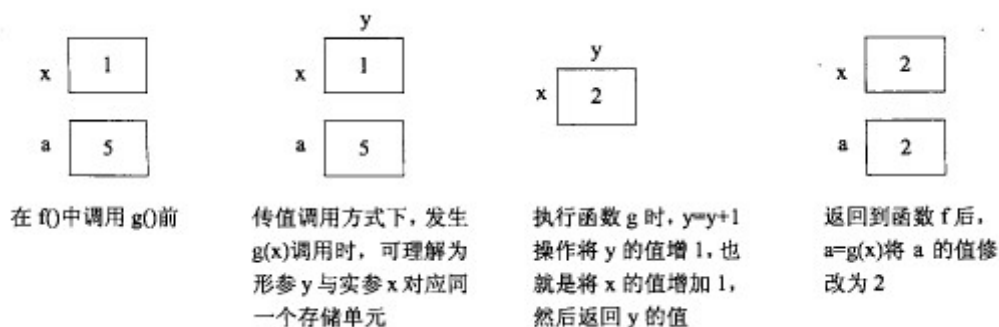 y
x 1
a 5
在 f()中调用 g()前
y
x 1
a 5
传值调用方式下，发生
g(x)调用时，可理解为
形参 y 与实参 x 对应同
一个存储单元
y
x 2
执行函数 g 时，y=y+1
操作将 y 的值增 1，也
就是将 x 的值增加 1，
然后返回 y 的值
x 2
a 2
返回到函数 f 后，
a=g(x)将 a 的值修
改为 2